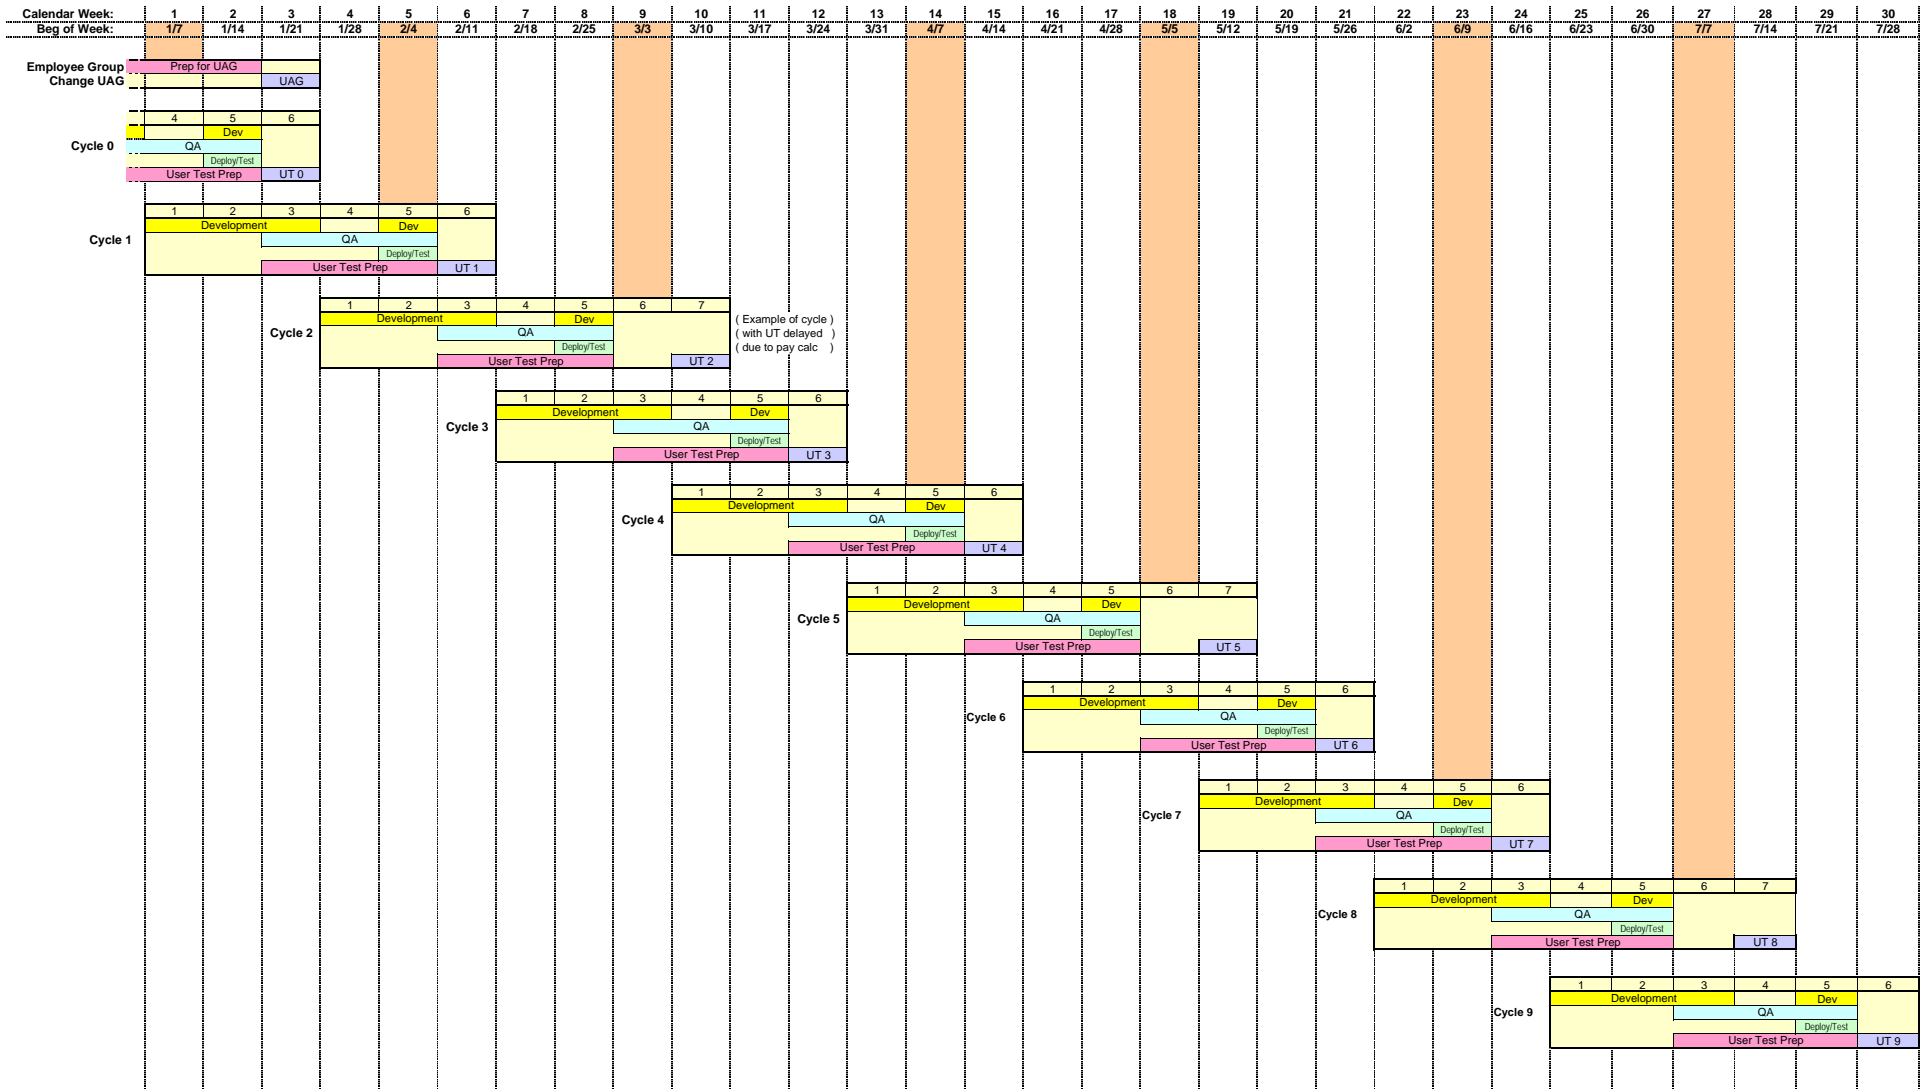 Calendar Week: 1 2 3 4 5 6 7 8 9 10 11 12 13 14 15 16 17 18 19 20 21 22 23 24 25 26 27 28 29 30
Beg of Week: 1/7 1/14 1/21 1/28 2/4 2/11 2/18 2/25 3/3 3/10 3/17 3/24 3/31 4/7 4/14 4/21 4/28 5/5 5/12 5/19 5/26 6/2 6/9 6/16 6/23 6/30 7/7 7/14 7/21 7/28
Employee Group Prep for UAG
Change UAG UAG
4 5 6
Dev
Cycle 0 QA
Deploy/Test
User Test Prep UT 0
1 2 3 4 5 6
Development Dev
Cycle 1 QA
Deploy/Test
User Test Prep UT 1
1 2 3 4 5 6 7
Development Dev ( Example of cycle )
Cycle 2 QA ( with UT delayed )
Deploy/Test ( due to pay calc )
User Test Prep UT 2
1 2 3 4 5 6
Development Dev
Cycle 3 QA
Deploy/Test
User Test Prep UT 3
1 2 3 4 5 6
Development Dev
Cycle 4 QA
Deploy/Test
User Test Prep UT 4
1 2 3 4 5 6 7
Development Dev
Cycle 5 QA
Deploy/Test
User Test Prep UT 5
1 2 3 4 5 6
Development Dev
Cycle 6 QA
Deploy/Test
User Test Prep UT 6
1 2 3 4 5 6
Development Dev
Cycle 7 QA
Deploy/Test
User Test Prep UT 7
1 2 3 4 5 6 7
Development Dev
Cycle 8 QA
Deploy/Test
User Test Prep UT 8
1 2 3 4 5 6
Development Dev
Cycle 9 QA
Deploy/Test
User Test Prep UT 9